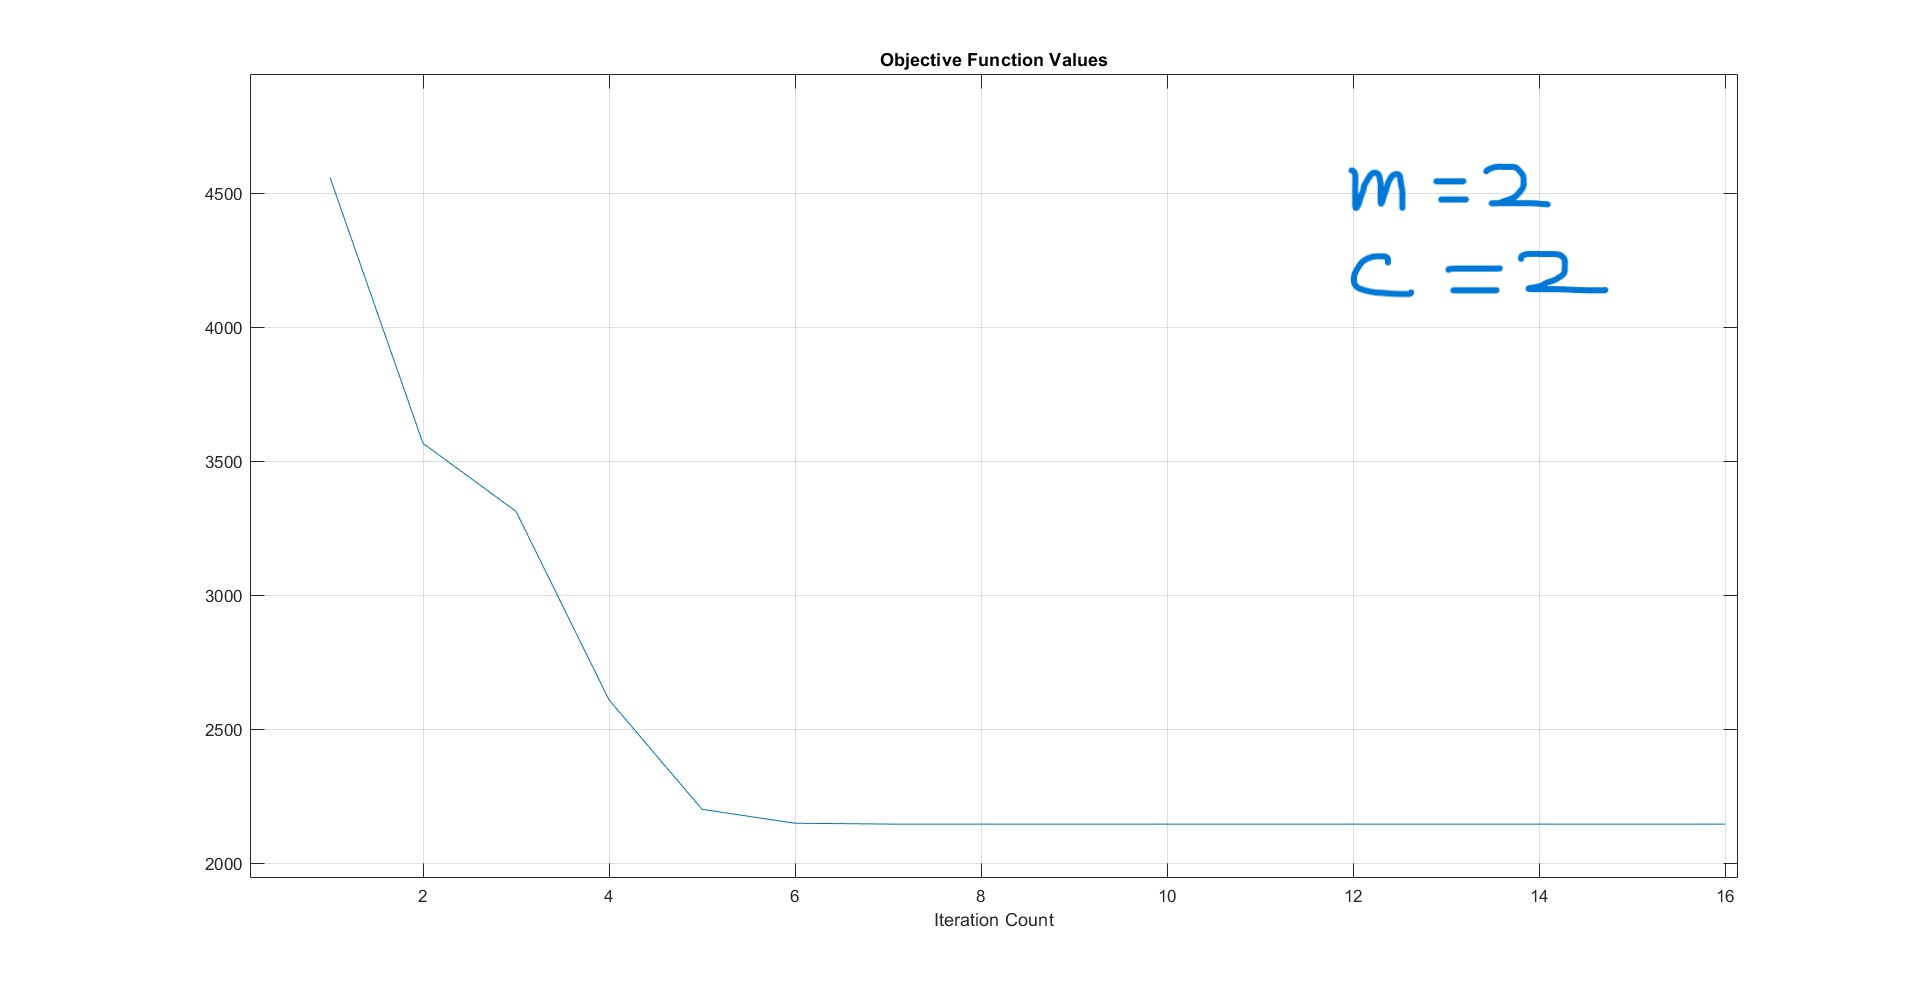 Objective Function Values
4500
4000
3500
3000
2500
2000
m = 2
c = 2
2 4 6 8 10 12 14 16
Iteration Count